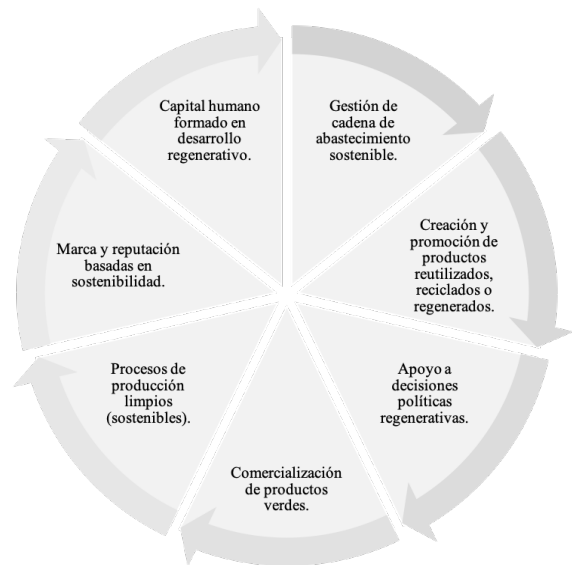 Gestión de
cadena de
abastecimiento
sostenible.
Creación y
promoción de
productos
reutilizados,
reciclados o
regenerados.
Apoyo a
decisiones
políticas
regenerativas.
Comercialización
de productos
verdes.
Procesos de
producción
limpios
(sostenibles).
Marca y reputación
basadas en
sostenibilidad.
Capital humano
formado en
desarrollo
regenerativo.